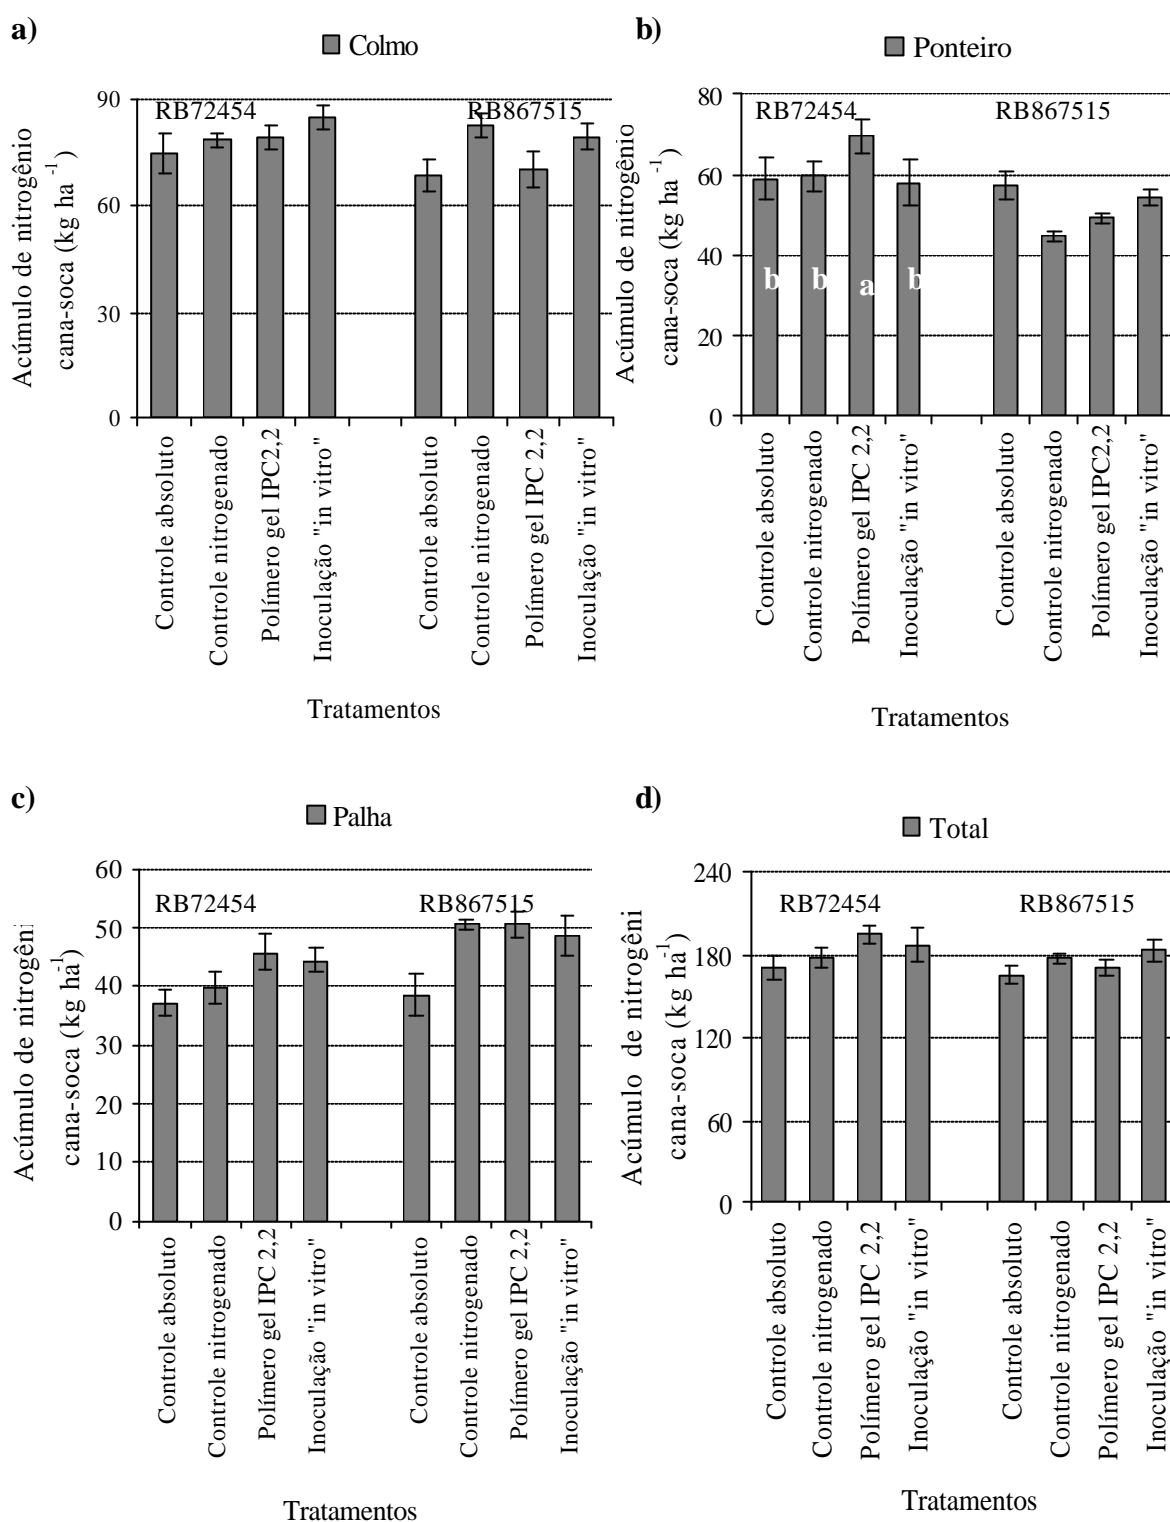 a)
Colmo
Acúmulo de nitrogênio
cana-soca (kg ha -1)
90
60
30
0
RB72454
RB867515
Controle absoluto
Controle nitrogenado
Polímero gel IPC2,2
Inoculação "in vitro"
Controle absoluto
Controle nitrogenado
Polímero gel IPC 2,2
Inoculação "in vitro"
Tratamentos
b)
Ponteiro
Acúmulo de nitrogênio
cana-soca (kg ha -1)
80
60
40
20
0
RB72454
RB867515
b
b
a
b
Controle absoluto
Controle nitrogenado
Polímero gel IPC 2,2
Inoculação "in vitro"
Controle absoluto
Controle nitrogenado
Polímero gel IPC2,2
Inoculação "in vitro"
Tratamentos
c)
Palha
Acúmulo de nitrogêni
cana-soca (kg ha-1)
60
50
40
30
20
10
0
RB72454
RB867515
Controle absoluto
Controle nitrogenado
Polímero gel IPC 2,2
Inoculação "in vitro"
Controle absoluto
Controle nitrogenado
Polímero gel IPC 2,2
Inoculação "in vitro"
Tratamentos
d)
Total
Acúmulo de nitrogêni
cana-soca (kg ha-1)
240
180
120
60
0
RB72454
RB867515
Controle absoluto
Controle nitrogenado
Polímero gel IPC 2,2
Inoculação "in vitro"
Controle absoluto
Controle nitrogenado
Polímero gel IPC 2,2
Inoculação "in vitro"
Tratamentos